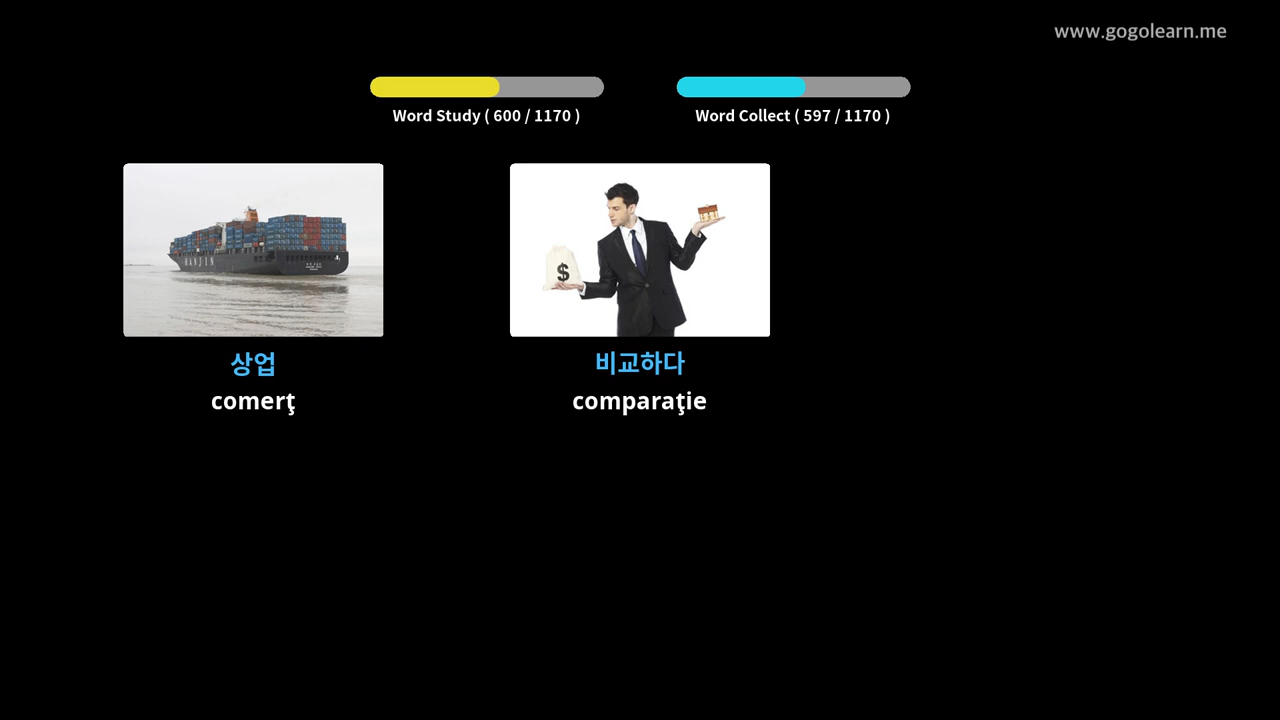 www.gogolearn.me
Word Study ( 600 / 1170 )
Word Collect ( 597 / 1170 )
HANJIN
$
상업
비교하다
comerţ
comparaţie